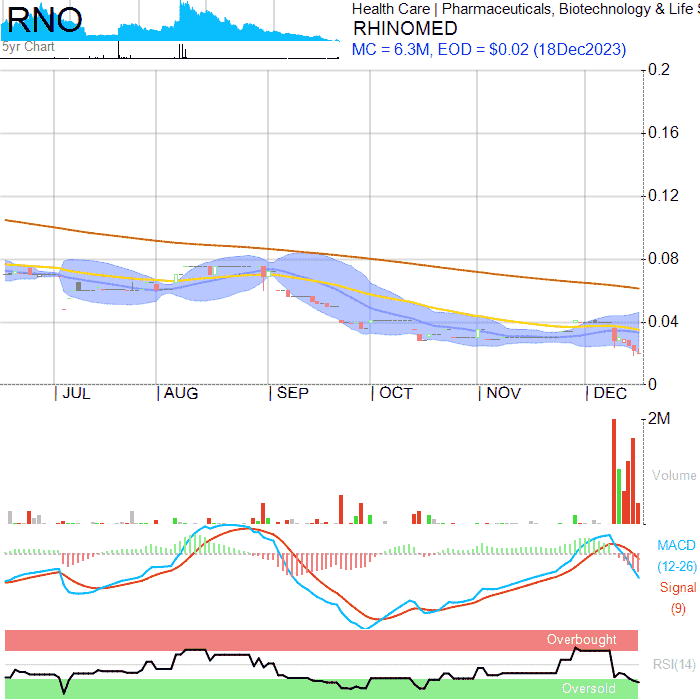 RNO
5yr Chart
Health Care | Pharmaceuticals, Biotechnology & Life
RHINOMED
MC = 6.3M, EOD = $0.02 (18Dec2023)
0.2
0.16
0.12
0.08
0.04
0
| JUL | AUG | SEP | OCT | NOV | DEC
2M
Volume
MACD
(12-26)
Signal
(9)
Overbought
RSI(14)
Oversold